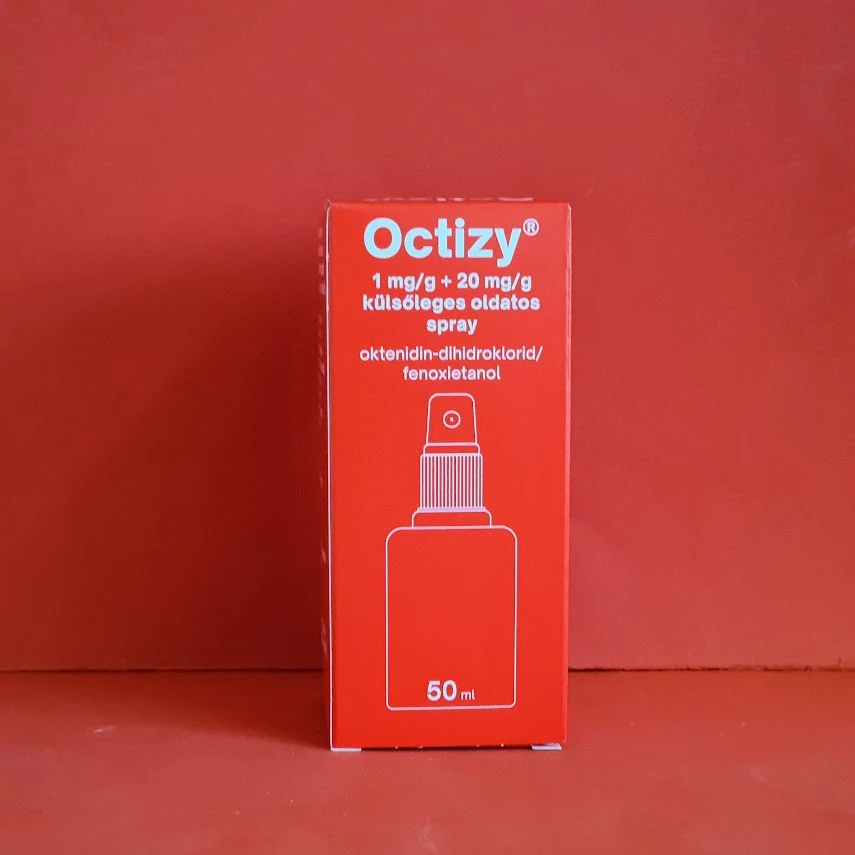 Octizy®
1 mg/g + 20 mg/g
külsőleges oldatos
spray
oktenidin-dihidroklorid/
fenoxietanol
50 ml